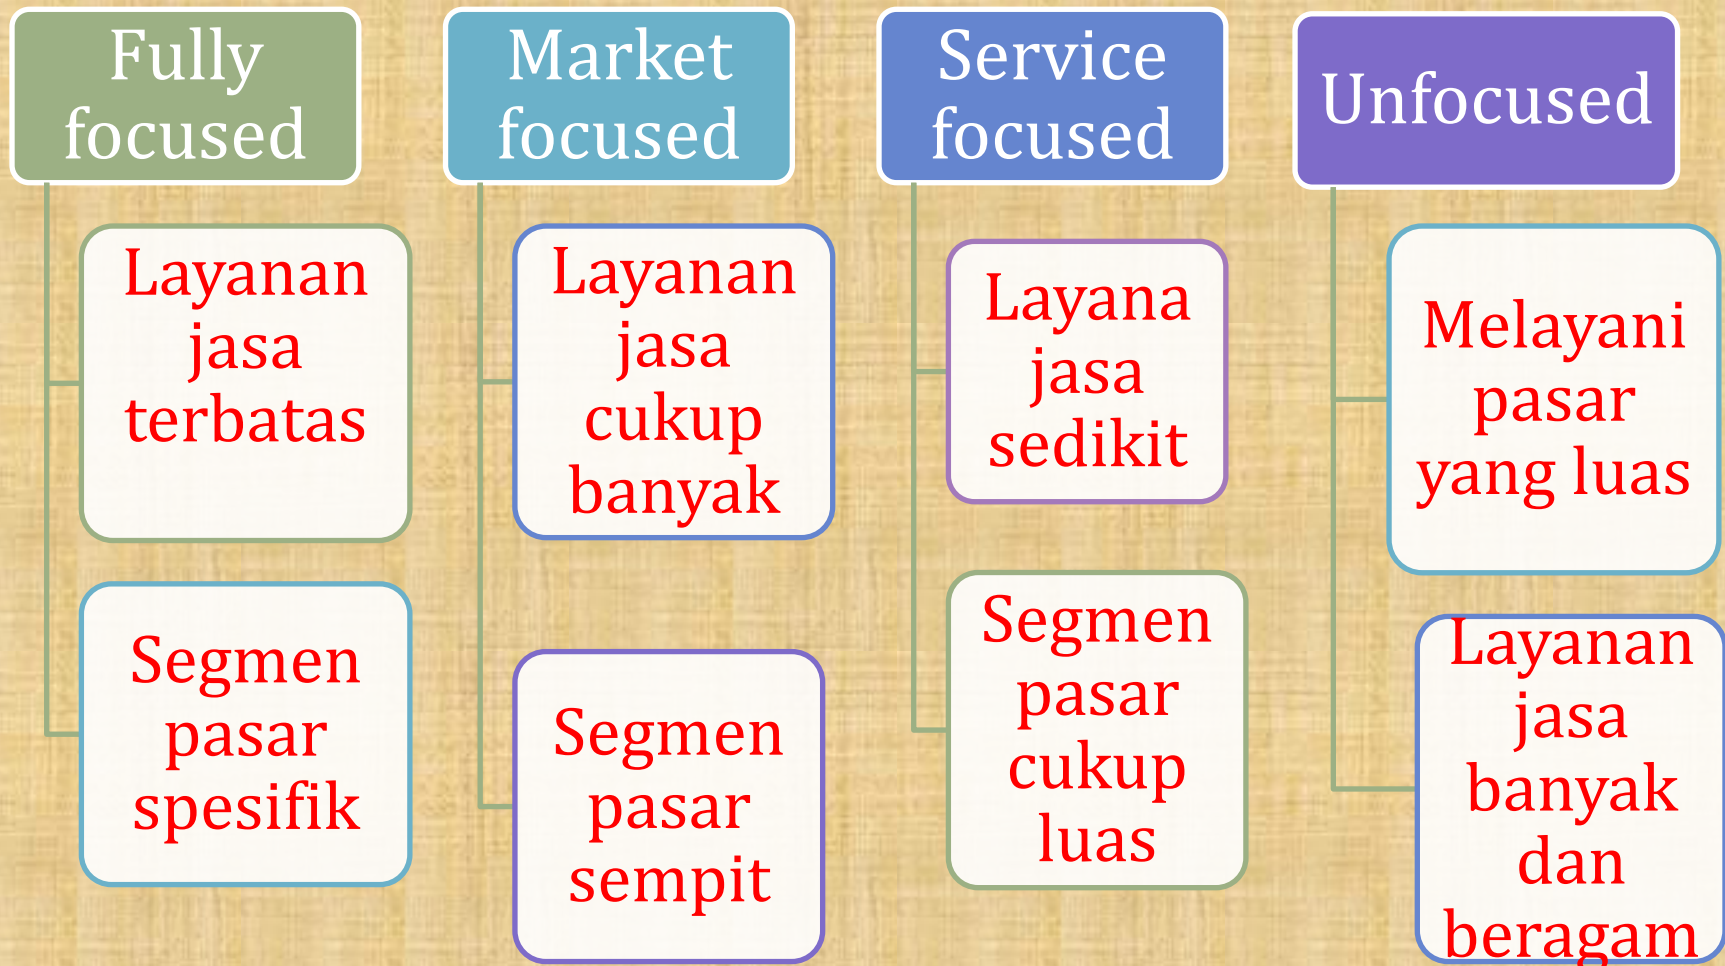 Fully
focused
Layanan
jasa
terbatas
Segmen
pasar
spesifik
Market
focused
Layanan
jasa
cukup
banyak
Segmen
pasar
sempit
Service
focused
Layana
jasa
sedikit
Segmen
pasar
cukup
luas
Unfocused
Melayani
pasar
yang luas
Layanan
jasa
banyak
dan
beragam